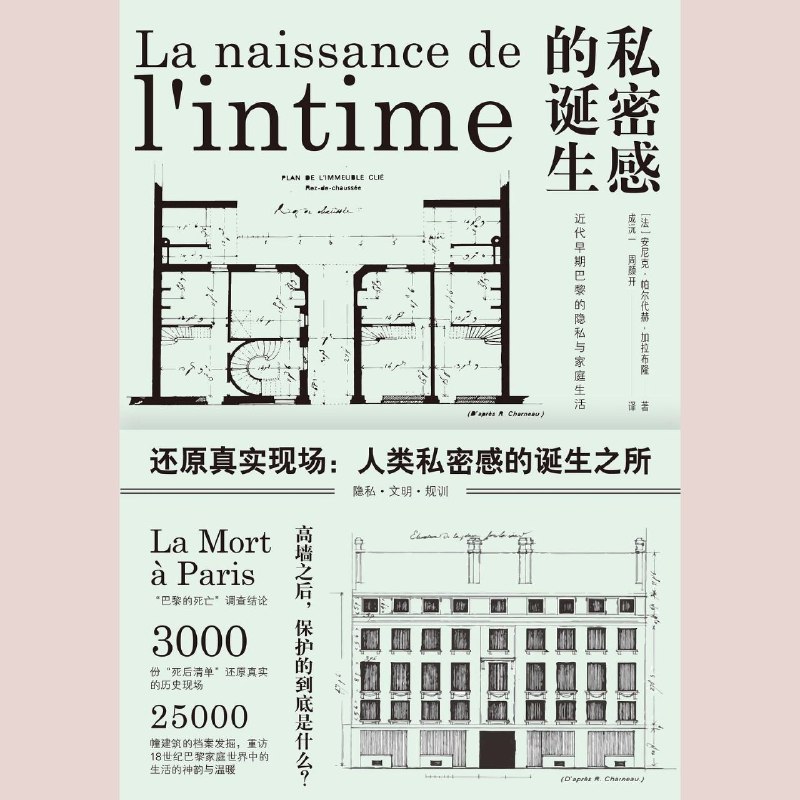 La naissance de
l'intime
私密感
的诞生
近代早期巴黎的隐私与家庭生活
[法] 安尼克·帕尔代赫-加拉布隆 著
成沅一 周颜开 译
PLAN DE L'IMMEUBLE CLIÉ
Rez-de-chaussée
(D'après R. Charneau.)
还原真实现场：人类私密感的诞生之所
隐私·文明·规训
La Mort
à Paris
“巴黎的死亡”调查结论
3000
份“死后清单”还原真实
的历史现场
25000
幢建筑的档案发掘，重访
18世纪巴黎家庭世界中的
生活的神韵与温暖
高墙之后，保护的到底是什么？
(D'après R. Charneau.)